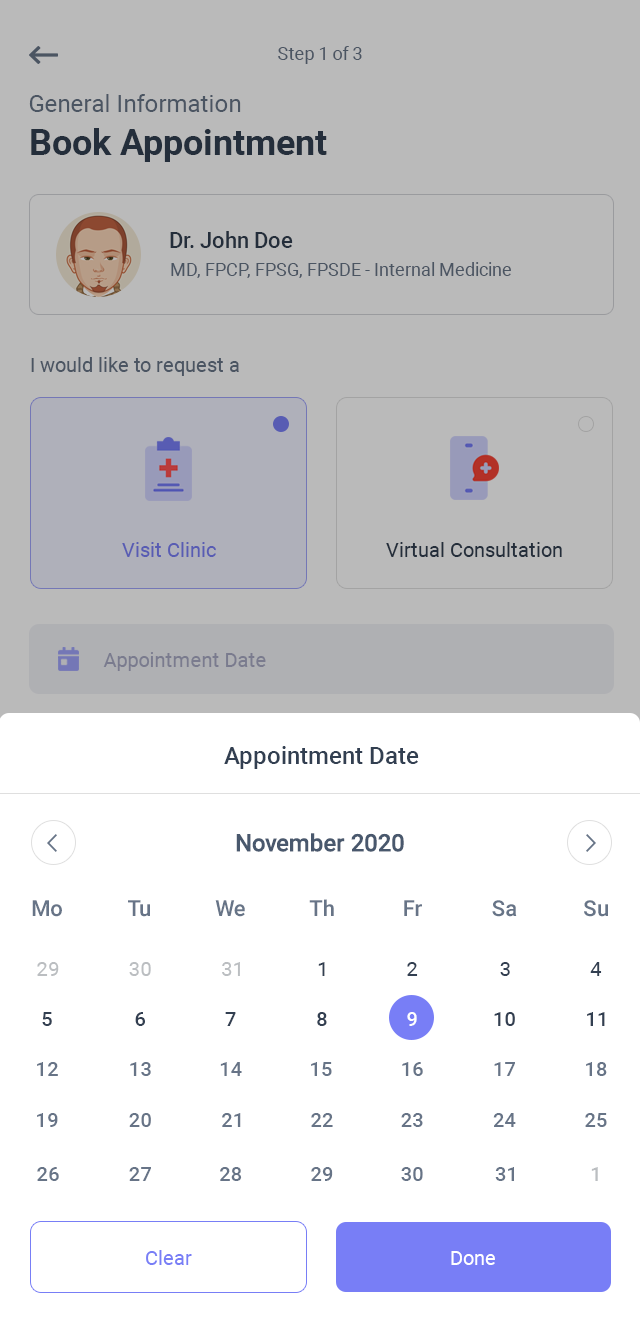 Step 1 of 3
General Information
Book Appointment
Dr. John Doe
MD, FPCP, FPSG, FPSDE - Internal Medicine
I would like to request a
Visit Clinic
Virtual Consultation
Appointment Date
Appointment Date
November 2020
Mo Tu We Th Fr Sa Su
29 30 31 1 2 3 4
5 6 7 8 9 10 11
12 13 14 15 16 17 18
19 20 21 22 23 24 25
26 27 28 29 30 31 1
Clear Done